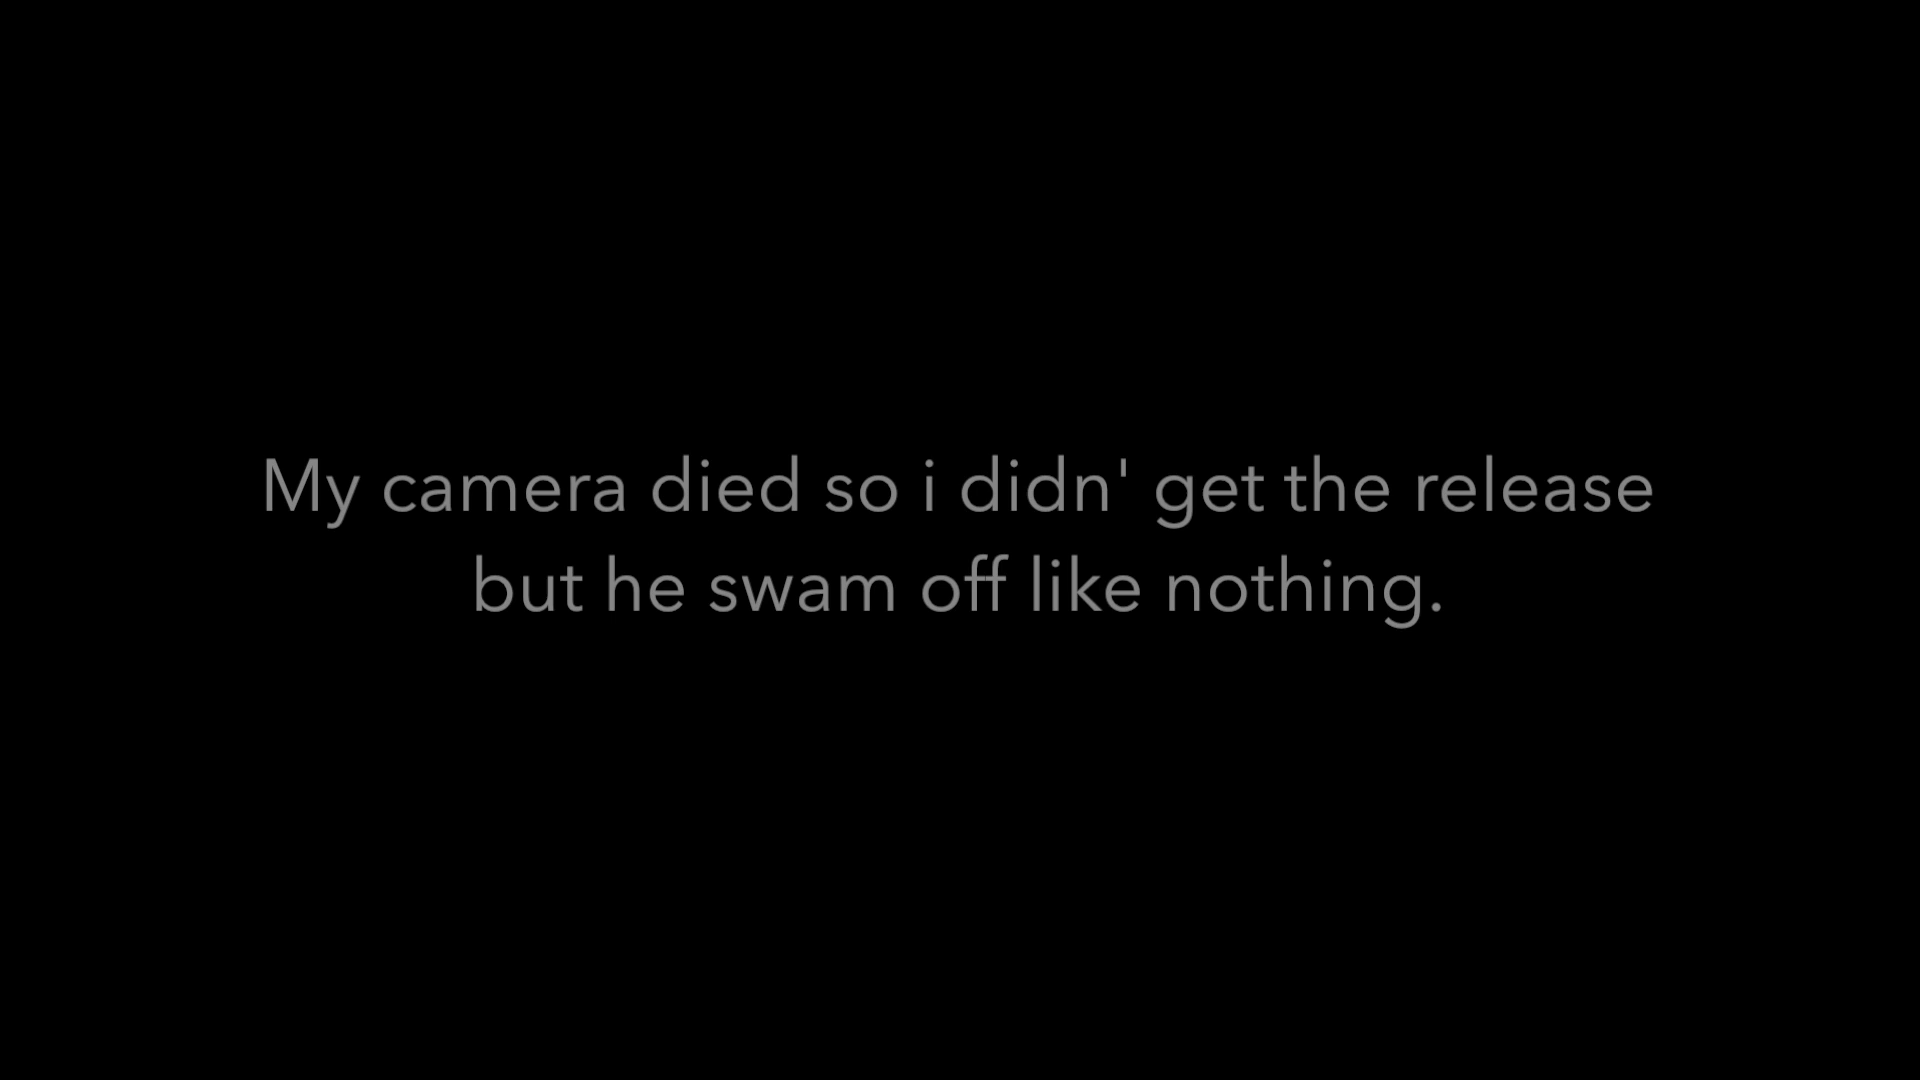 My camera died so i didn' get the release
but he swam off like nothing.